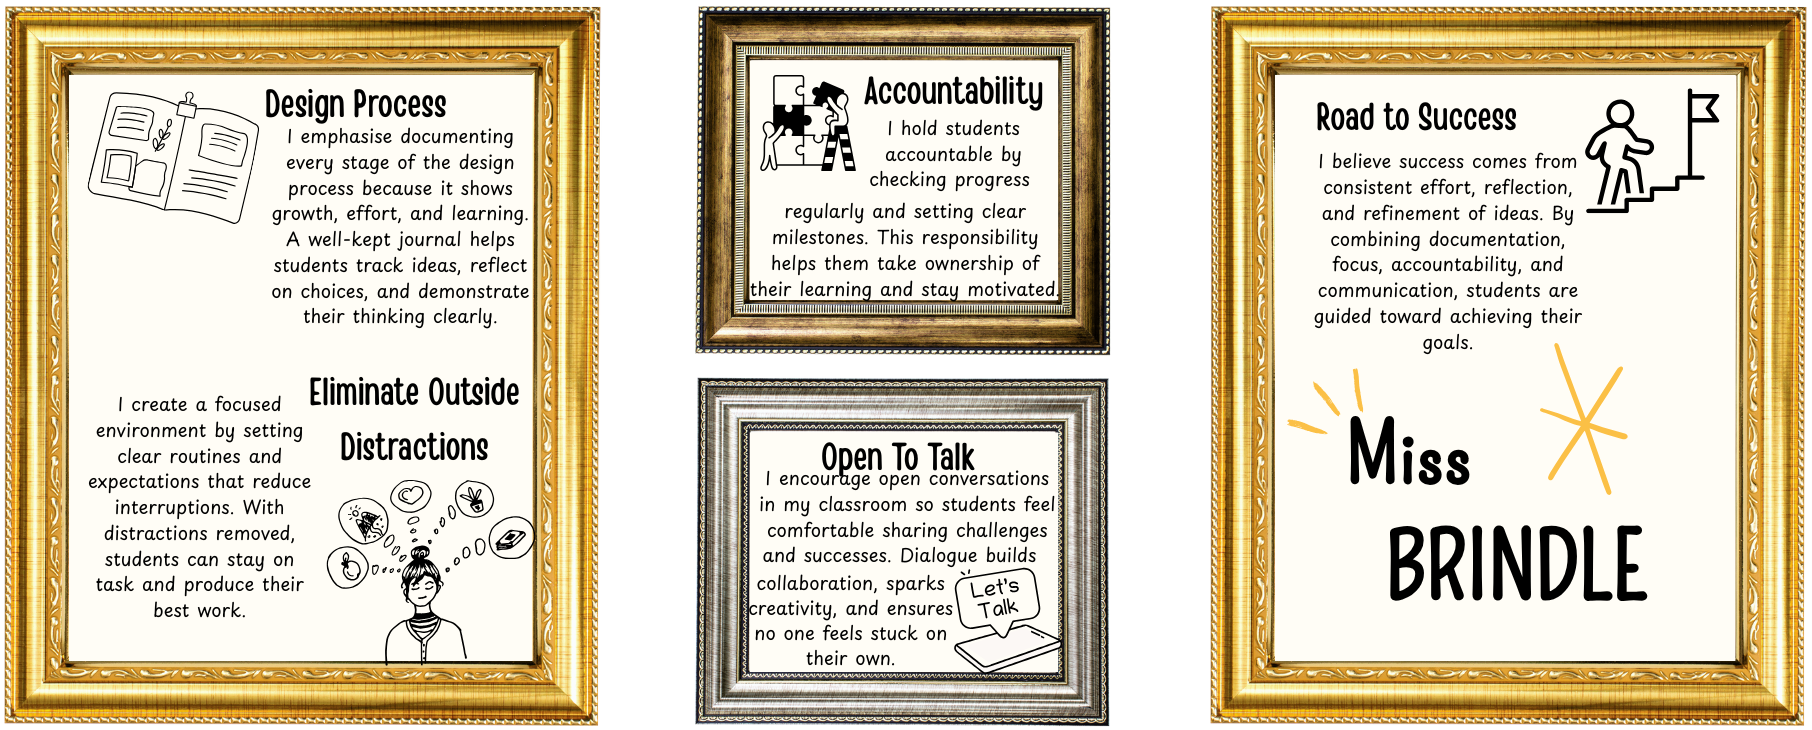 Design Process
I emphasise documenting
every stage of the design
process because it shows
growth, effort, and learning.
A well-kept journal helps
students track ideas, reflect
on choices, and demonstrate
their thinking clearly.
Eliminate Outside
Distractions
I create a focused
environment by setting
clear routines and
expectations that reduce
interruptions. With
distractions removed,
students can stay on
task and produce their
best work.
Accountability
I hold students
accountable by
checking progress
regularly and setting clear
milestones. This responsibility
helps them take ownership of
their learning and stay motivated.
Open To Talk
I encourage open conversations
in my classroom so students feel
comfortable sharing challenges
and successes. Dialogue builds
collaboration, sparks
creativity, and ensures
no one feels stuck on
their own.
Let's
Talk
Road to Success
I believe success comes from
consistent effort, reflection,
and refinement of ideas. By
combining documentation,
focus, accountability, and
communication, students are
guided toward achieving their
goals.
Miss
BRINDLE